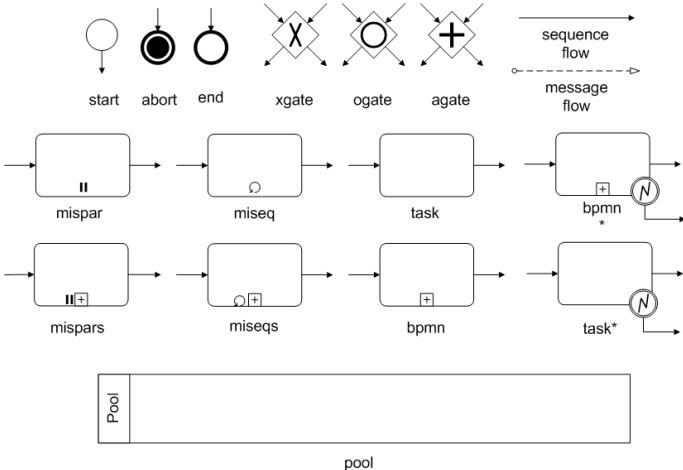 start abort end xgate ogate agate sequence flow
message flow
mispar miseq task bpmn *
mispars miseqs bpmn task*
Pool
pool